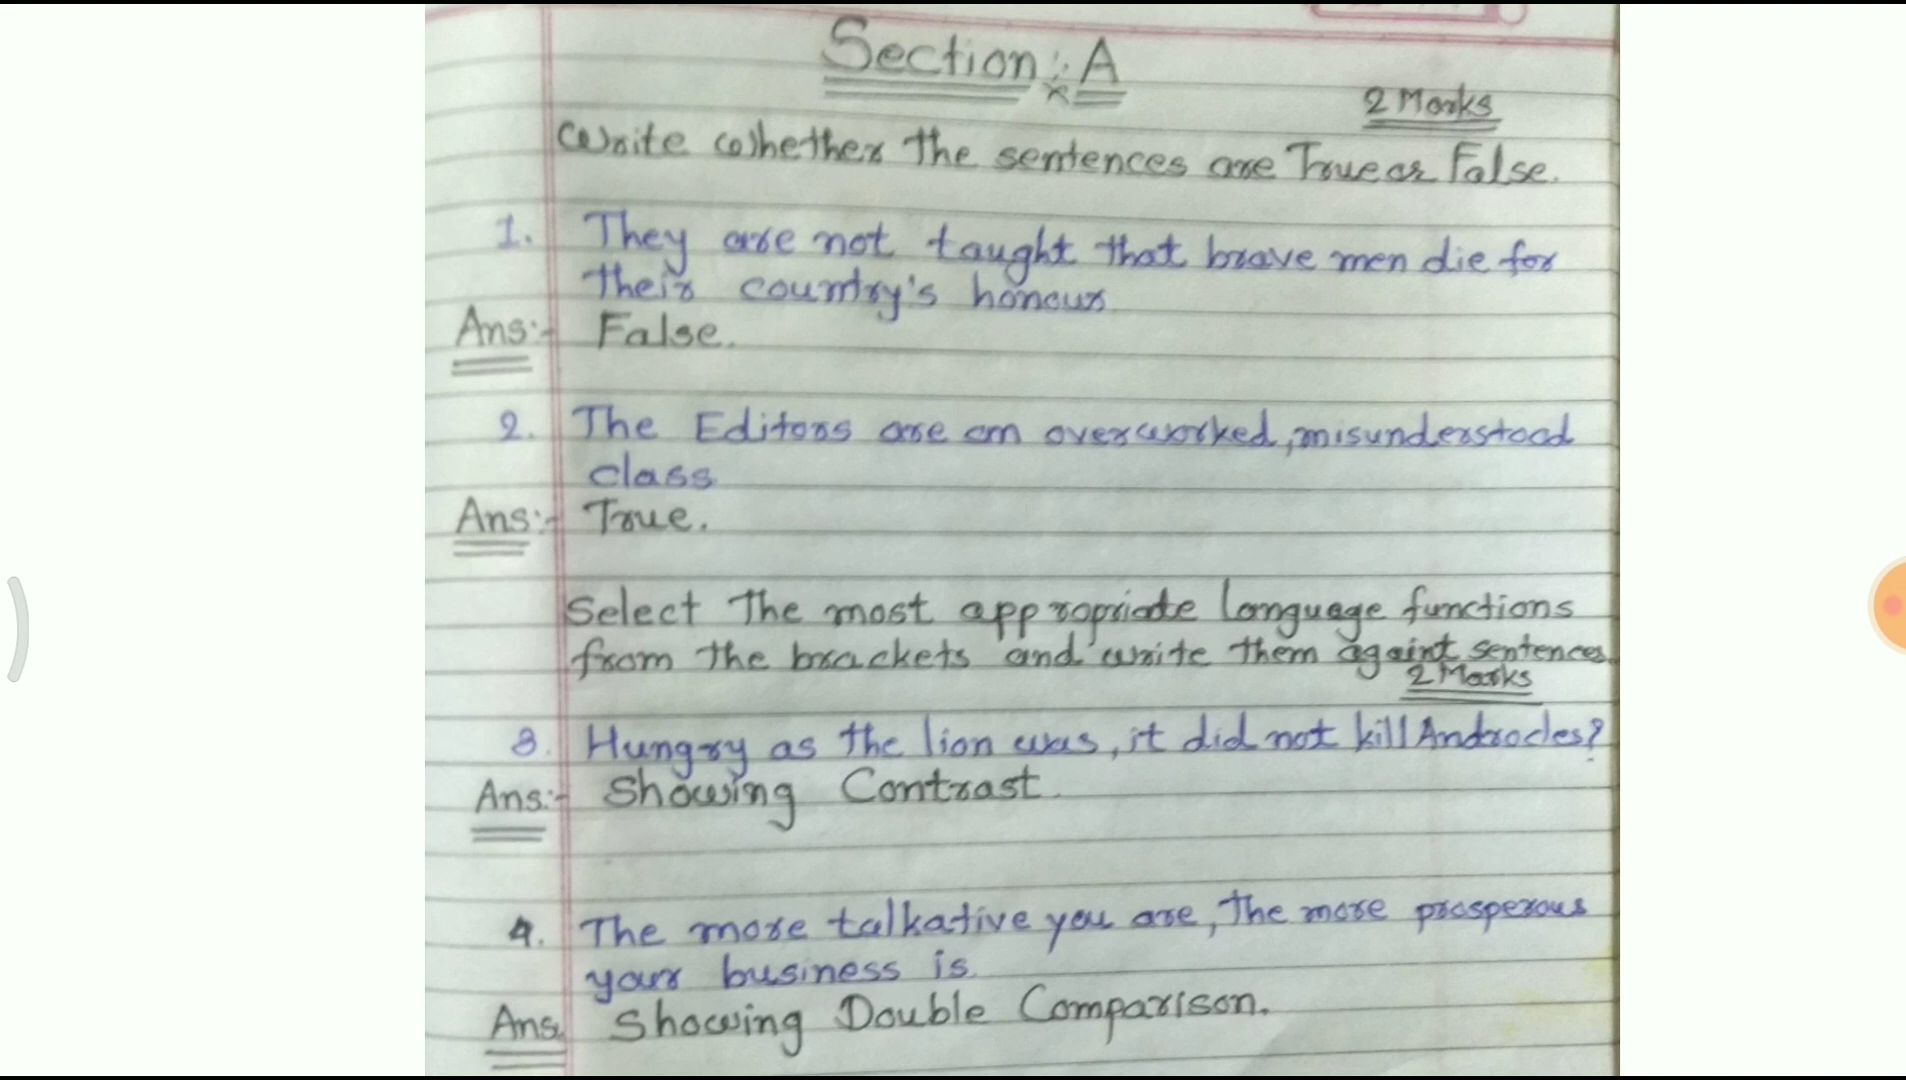 Section : A
2 Marks
Write whether the sentences are True or False.
1. They are not taught that brave men die for
their country's honour
Ans:- False.
2. The Editors are an overworked, misunderstood
class
Ans:- True.
Select the most appropriate language functions
from the brackets and write them againt sentences.
2 Marks
3. Hungry as the lion was, it did not kill Androcles?
Ans:- Showing Contrast.
4. The more talkative you are, the more prosperous
your business is.
Ans. Showing Double Comparison.